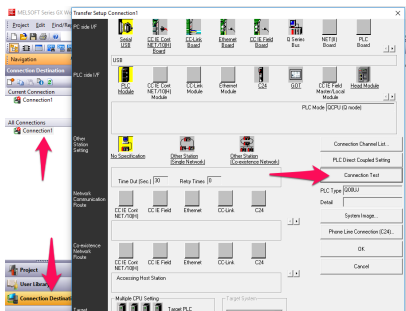 MELSOFT Series GX Wo
Transfer Setup Connection1
Project Edit Find/Re
Navigation
Connection Destination
Current Connection
Connection1
All Connections
Connection1
Project
User Library
Connection Destinati
PC side I/F
Serial USB
CC IE Cont NET/10(H) Board
CC-Link Board
Ethernet Board
CC IE Field Board
Q Series Bus
NET(II) Board
PLC Board
USB
PLC side I/F
PLC Module
CC IE Cont NET/10(H) Module
CC-Link Module
Ethernet Module
C24
GOT
CC IE Field Master/Local Module
Head Module
PLC Mode QCPU (Q mode)
Other Station Setting
No Specification
Other Station (Single Network)
Other Station (Co-existence Network)
Time Out (Sec.) 30
Retry Times 0
Network Communication Route
CC IE Cont NET/10(H)
CC IE Field
Ethernet
CC-Link
C24
Co-existence Network Route
CC IE Cont NET/10(H)
CC IE Field
Ethernet
CC-Link
C24
Accessing Host Station
Multiple CPU Setting
Target PLC
Target System
Target
Connection Channel List...
PLC Direct Coupled Setting
Connection Test
PLC Type Q00UJ
Detail
System Image...
Phone Line Connection (C24)...
OK
Cancel